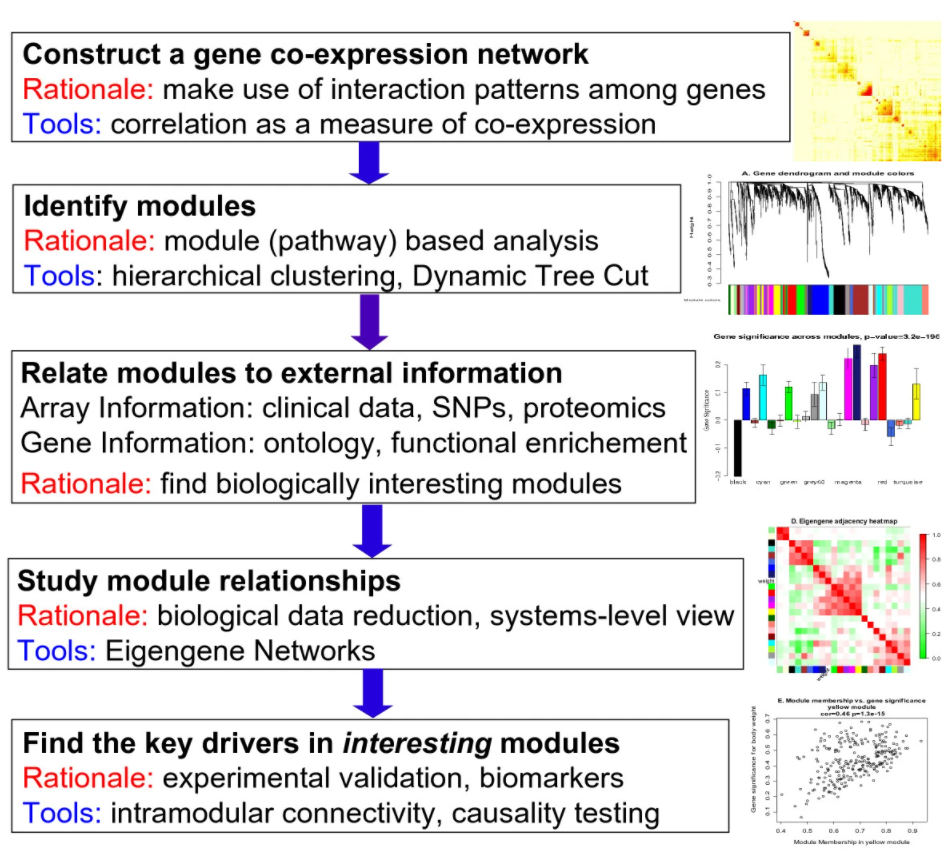 Construct a gene co-expression network
Rationale: make use of interaction patterns among genes
Tools: correlation as a measure of co-expression
A. Gene dendrogram and module colors
Height
1.0
0.9
0.8
0.7
0.6
0.5
0.4
0.3
Module colors
Identify modules
Rationale: module (pathway) based analysis
Tools: hierarchical clustering, Dynamic Tree Cut
Gene significance across modules, p-value=3.2e-196
Gene Significance
0.2
0.1
0.0
-0.1
-0.2
black cyan green grey60 magenta red turquoise
Relate modules to external information
Array Information: clinical data, SNPs, proteomics
Gene Information: ontology, functional enrichement
Rationale: find biologically interesting modules
D. Eigengene adjacency heatmap
weight
weight
1.0
0.8
0.6
0.4
0.2
0.0
Study module relationships
Rationale: biological data reduction, systems-level view
Tools: Eigengene Networks
E. Module membership vs. gene significance
yellow module
cor=0.46 p=1.3e-15
Gene significance for body weight
0.7
0.6
0.5
0.4
0.3
0.2
0.1
0.4 0.5 0.6 0.7 0.8 0.9
Module Membership in yellow module
Find the key drivers in interesting modules
Rationale: experimental validation, biomarkers
Tools: intramodular connectivity, causality testing